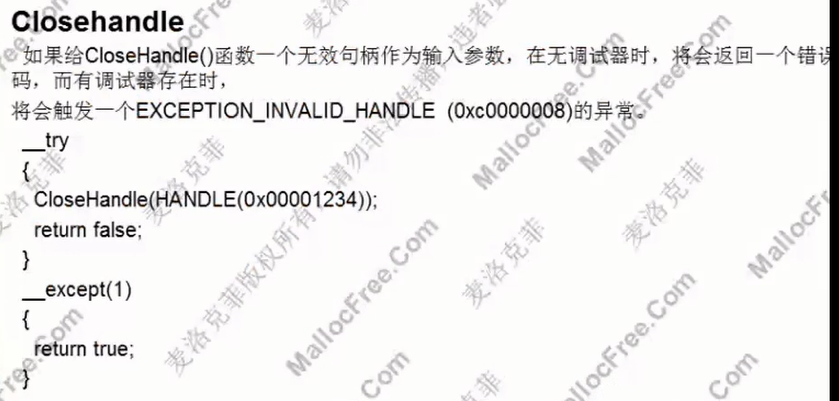 Closehandle
如果给CloseHandle()函数一个无效句柄作为输入参数，在无调试器时，将会返回一个错误
码，而有调试器存在时，
将会触发一个EXCEPTION_INVALID_HANDLE (0xc0000008)的异常。
__try
{
CloseHandle(HANDLE(0x00001234));
return false;
}
__except(1)
{
return true;
}
麦洛克菲
MallocFree.Com
麦洛克菲版权所有，请勿非法传播，违者必